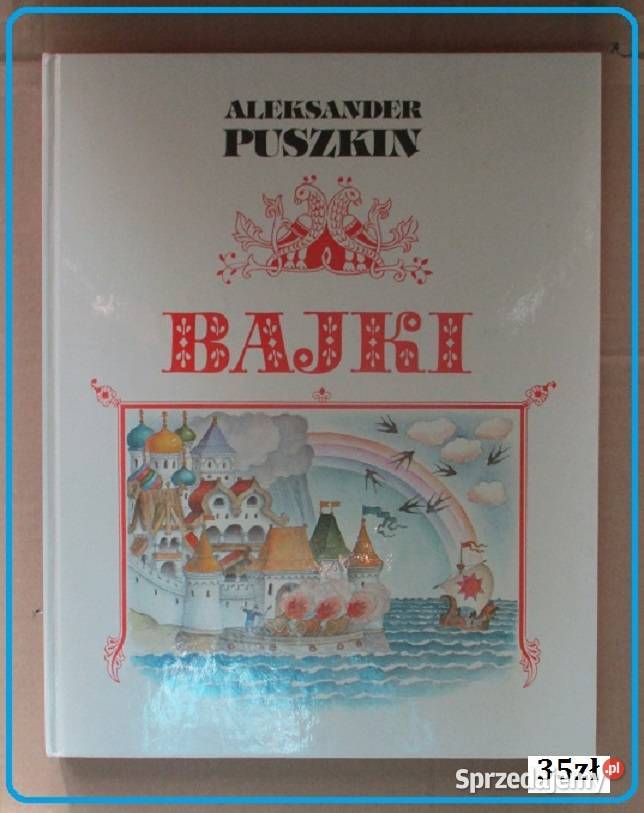 ALEKSANDER
PUSZKIN
BAJKI
35zł
Sprzedajemy.pl